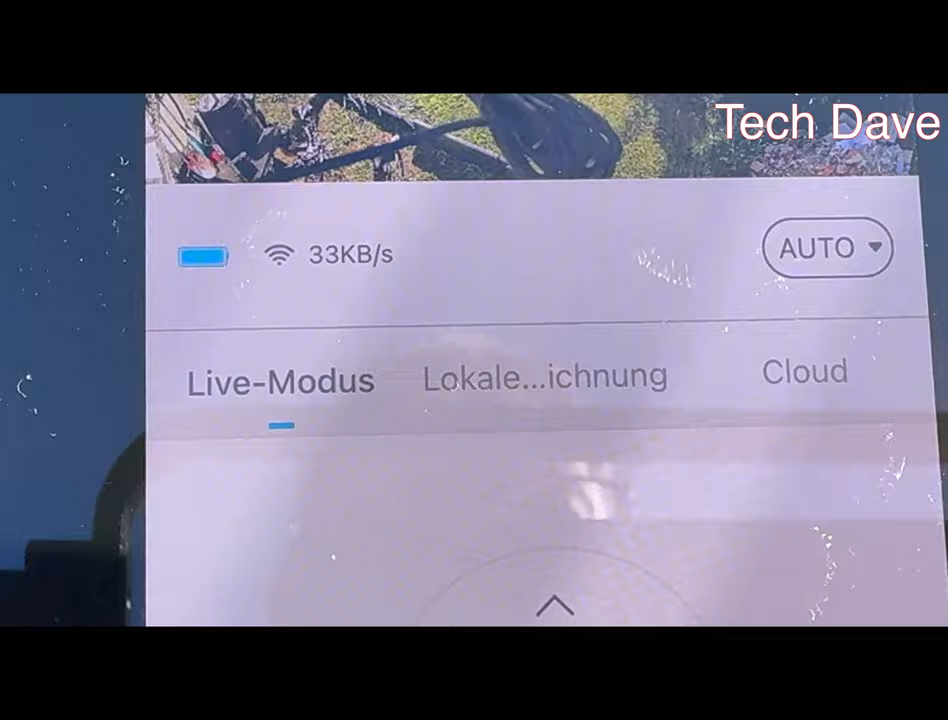 Tech Dave
33KB/s
AUTO
Live-Modus
Lokale...ichnung
Cloud